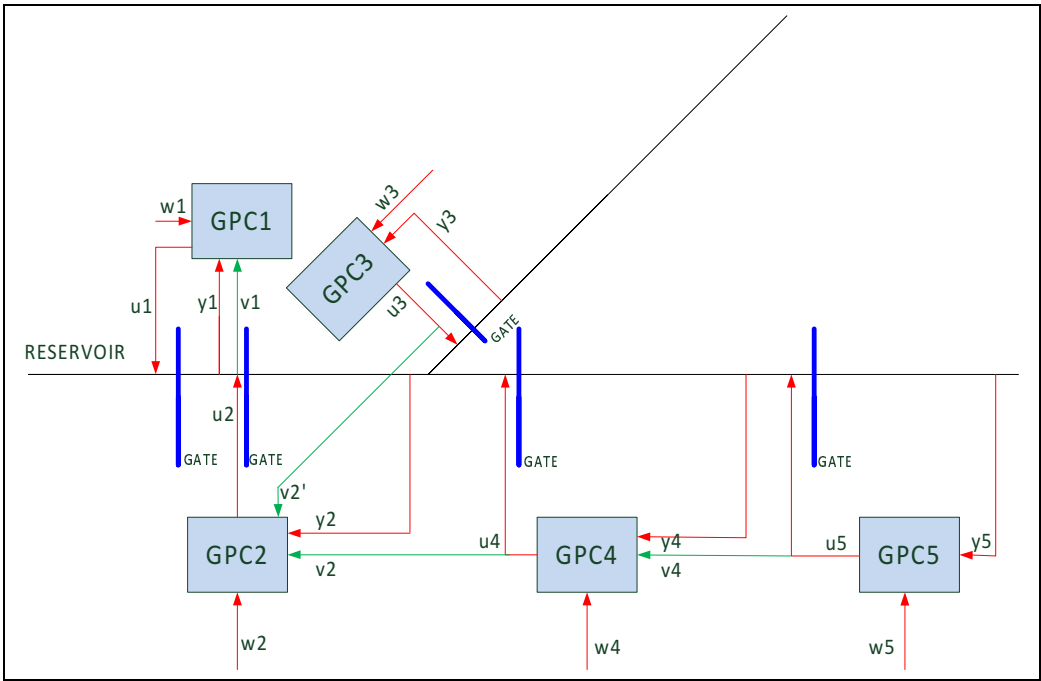 w1
GPC1
w3
y3
GPC3
u1
y1
v1
u3
GATE
RESERVOIR
u2
GATE
GATE
GATE
GATE
v2'
y2
u4
y4
u5
y5
GPC2
GPC4
GPC5
v2
v4
w2
w4
w5